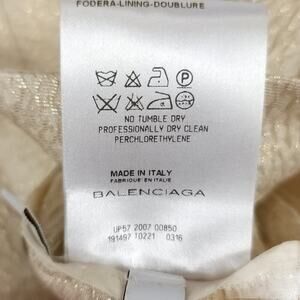 FODERA-LINING-DOUBLURE
P
NO TUMBLE DRY
PROFESSIONALLY DRY CLEAN
PERCHLORETHYLENE
MADE IN ITALY
FABRIQUÉ EN ITALIE
BALENCIAGA
UP57 2007 00850
191497 T0221 0316